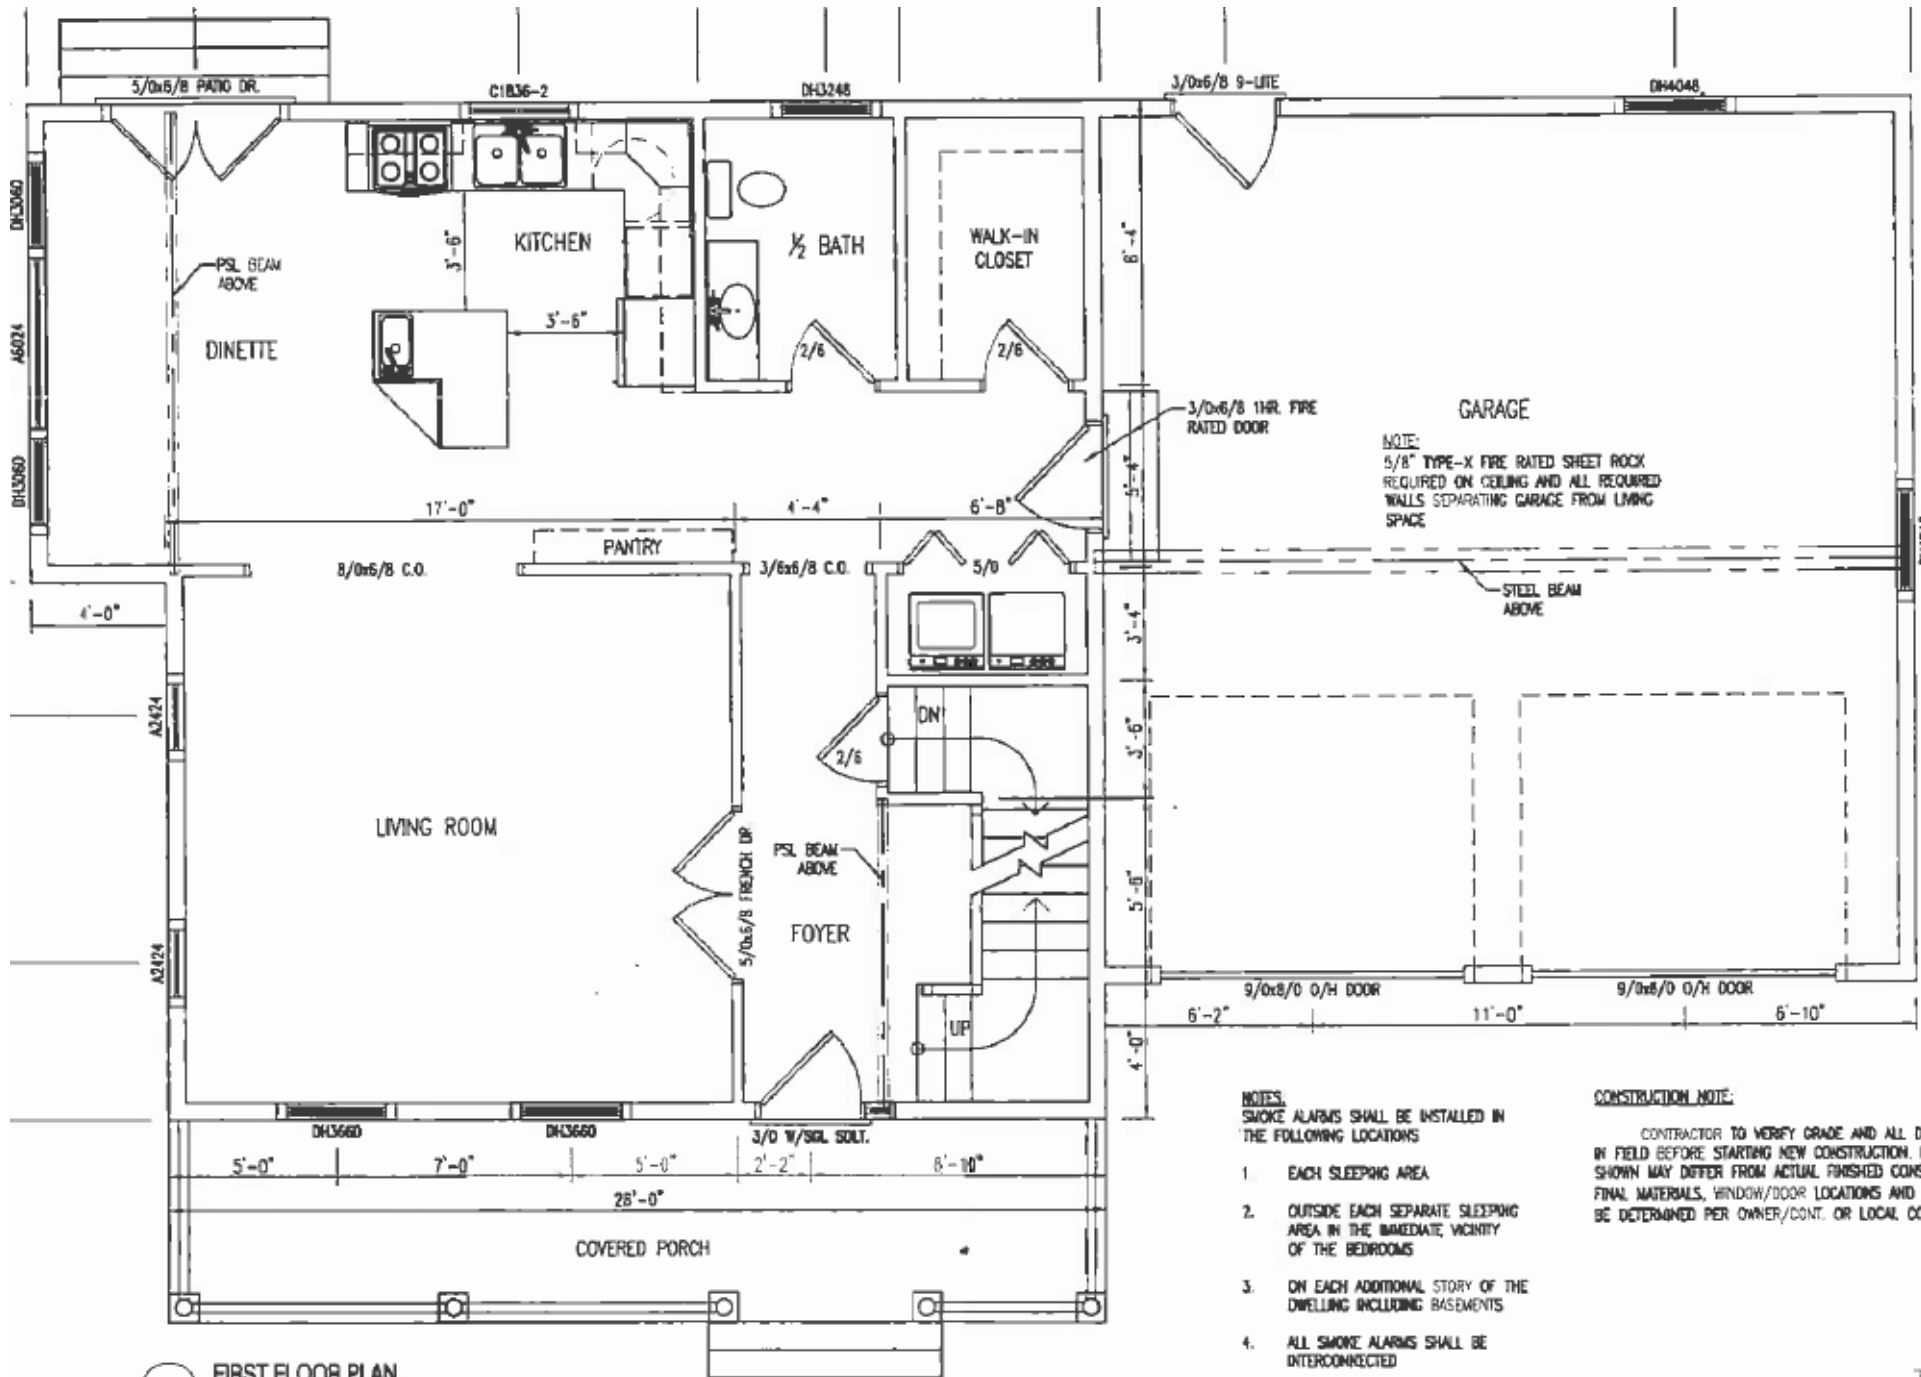 5/0x6/8 PATIO DR.
C1836-2
DH3248
3/0x6/8 9-LITE
DH4048
DH3060
A6024
DH3060
PSL BEAM
ABOVE
DINETTE
KITCHEN
3'-6"
3'-6"
½ BATH
2/6
WALK-IN
CLOSET
2/6
8'-4"
3/0x6/8 1HR. FIRE
RATED DOOR
5'-4"
GARAGE
NOTE:
5/8" TYPE-X FIRE RATED SHEET ROCK
REQUIRED ON CEILING AND ALL REQUIRED
WALLS SEPARATING GARAGE FROM LIVING
SPACE
17'-0"
4'-4"
6'-8"
PANTRY
8/0x6/8 C.O.
3/6x6/8 C.O.
5/0
STEEL BEAM
ABOVE
4'-0"
3'-4"
A2424
DN
2/6
3'-6"
LIVING ROOM
5/0x6/8 FRENCH DR.
PSL BEAM
ABOVE
FOYER
5'-6"
A2424
UP
9/0x8/0 O/H DOOR
9/0x8/0 O/H DOOR
6'-2"
11'-0"
6'-10"
4'-0"
DH3660
DH3660
3/0 W/SGL SDLT.
5'-0"
7'-0"
5'-0"
2'-2"
8'-10"
26'-0"
COVERED PORCH
NOTES.
SMOKE ALARMS SHALL BE INSTALLED IN
THE FOLLOWING LOCATIONS
1 EACH SLEEPING AREA
2. OUTSIDE EACH SEPARATE SLEEPING
AREA IN THE IMMEDIATE VICINITY
OF THE BEDROOMS
3. ON EACH ADDITIONAL STORY OF THE
DWELLING INCLUDING BASEMENTS
4. ALL SMOKE ALARMS SHALL BE
INTERCONNECTED
CONSTRUCTION NOTE:
CONTRACTOR TO VERIFY GRADE AND ALL D
IN FIELD BEFORE STARTING NEW CONSTRUCTION.
SHOWN MAY DIFFER FROM ACTUAL FINISHED CONS
FINAL MATERIALS, WINDOW/DOOR LOCATIONS AND
BE DETERMINED PER OWNER/CONT. OR LOCAL CO
FIRST FLOOR PLAN